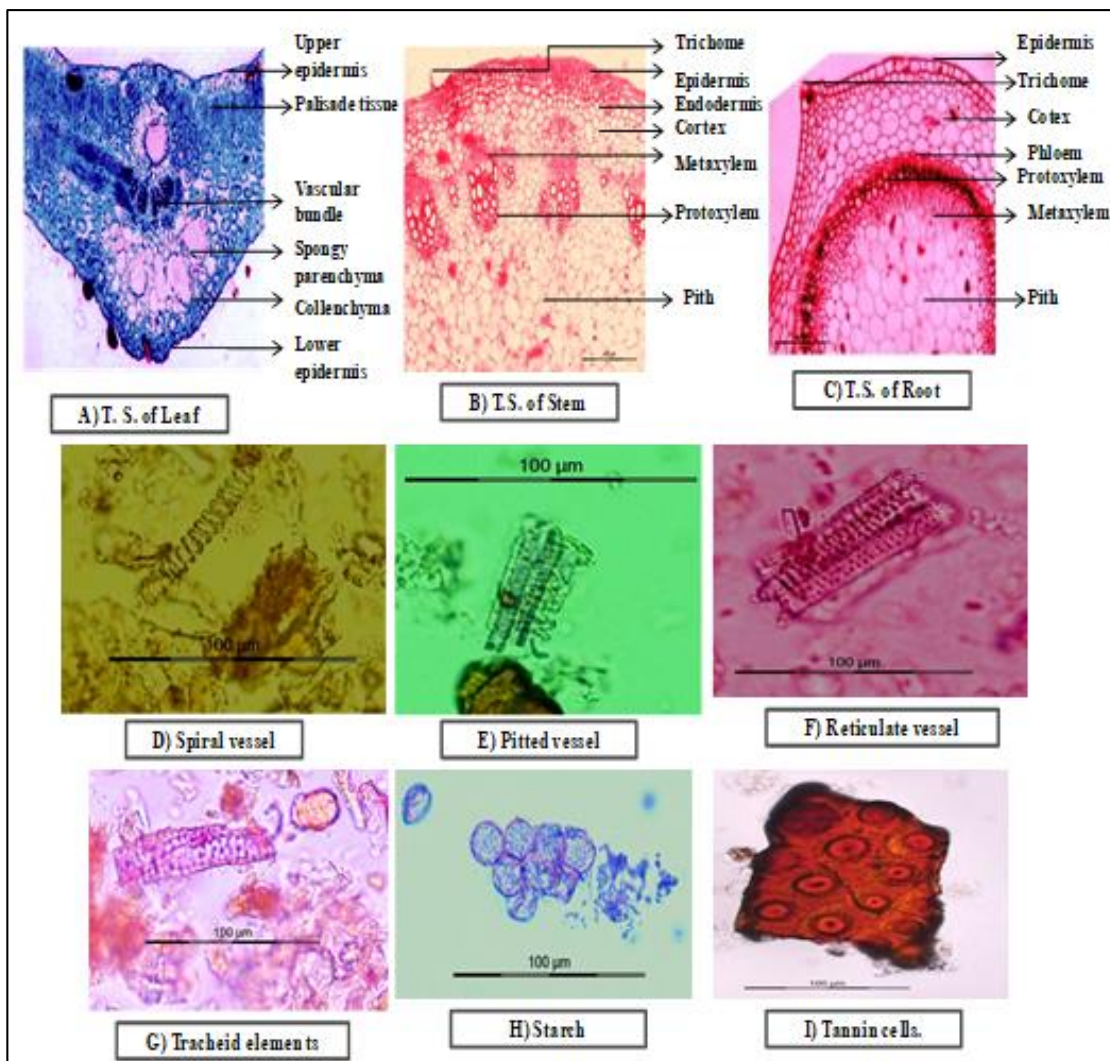 Upper
epidermis
Palisade tissue
Vascular
bundle
Spongy
parenchyma
Collenchyma
Lower
epidermis
A) T. S. of Leaf
Trichome
Epidermis
Endodermis
Cortex
Metaxylem
Protoxylem
Pith
B) T.S. of Stem
Epidermis
Trichome
Cotex
Phloem
Protoxylem
Metaxylem
Pith
C) T.S. of Root
100 µm
D) Spiral vessel
100 µm
E) Pitted vessel
100 µm
F) Reticulate vessel
100 µm
G) Tracheid elements
100 µm
H) Starch
100 µm
I) Tannin cells.